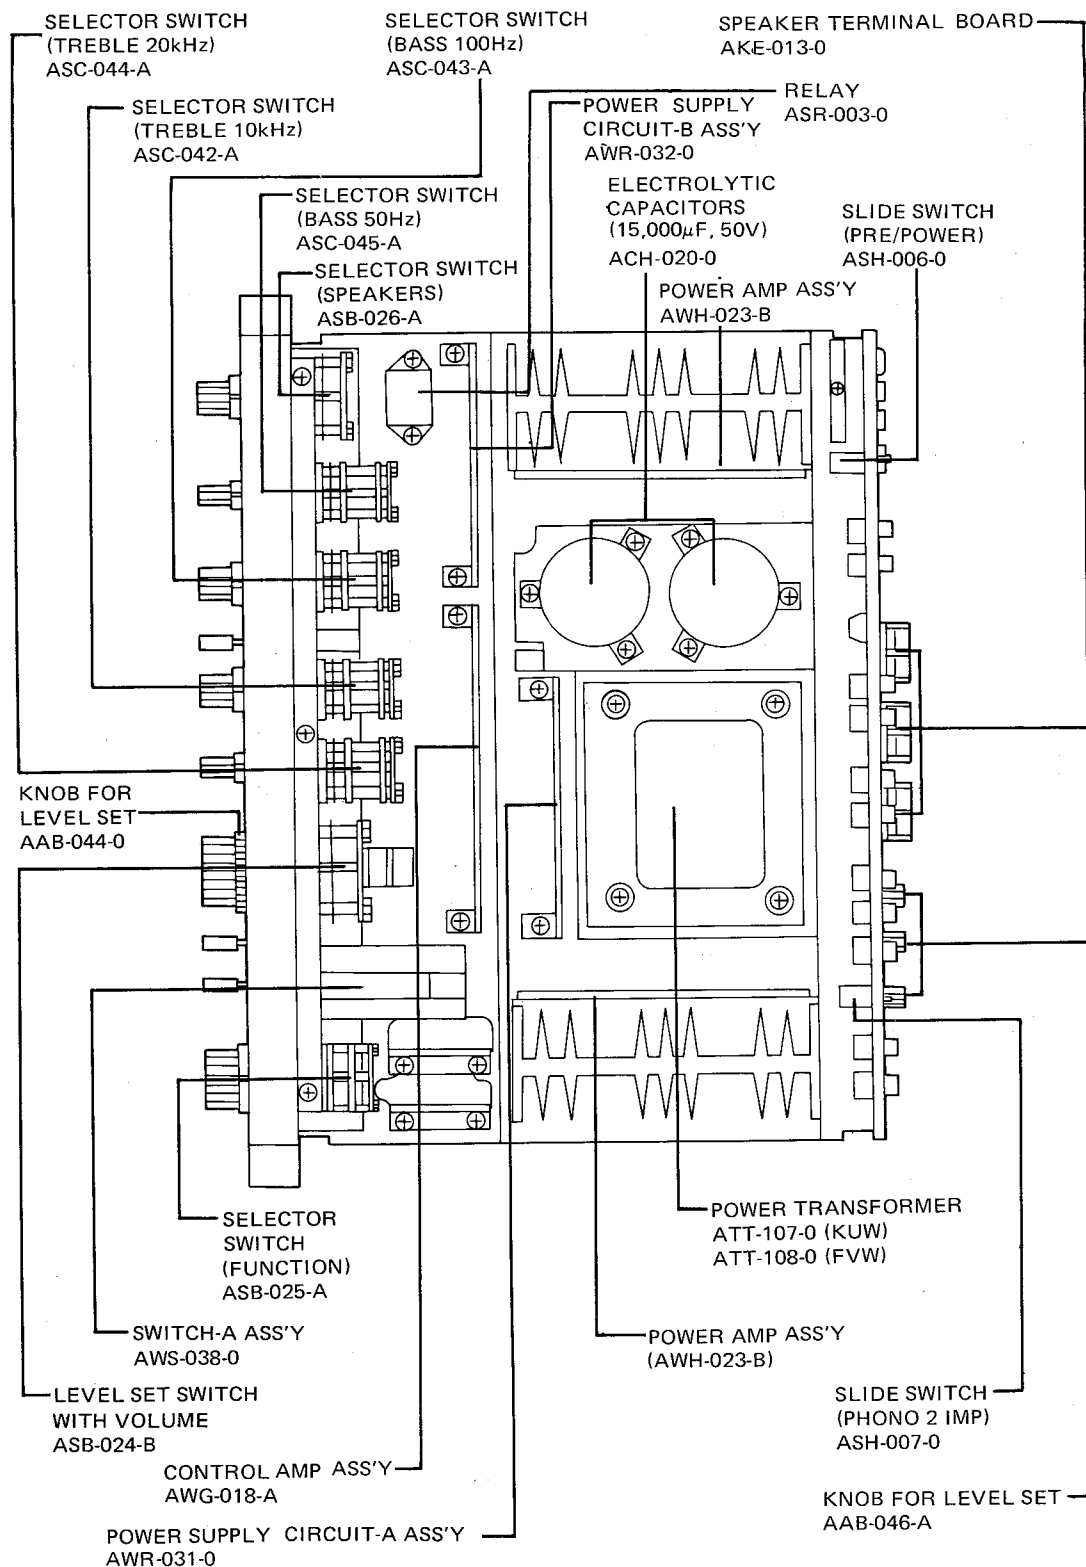 SELECTOR SWITCH
(TREBLE 20kHz)
ASC-044-A
SELECTOR SWITCH
(BASS 100Hz)
ASC-043-A
SPEAKER TERMINAL BOARD
AKE-013-0
SELECTOR SWITCH
(TREBLE 10kHz)
ASC-042-A
POWER SUPPLY
CIRCUIT-B ASS'Y
AWR-032-0
RELAY
ASR-003-0
SELECTOR SWITCH
(BASS 50Hz)
ASC-045-A
ELECTROLYTIC
CAPACITORS
(15,000µF, 50V)
ACH-020-0
SLIDE SWITCH
(PRE/POWER)
ASH-006-0
SELECTOR SWITCH
(SPEAKERS)
ASB-026-A
POWER AMP ASS'Y
AWH-023-B
KNOB FOR
LEVEL SET
AAB-044-0
SELECTOR
SWITCH
(FUNCTION)
ASB-025-A
POWER TRANSFORMER
ATT-107-0 (KUW)
ATT-108-0 (FVW)
SWITCH-A ASS'Y
AWS-038-0
POWER AMP ASS'Y
(AWH-023-B)
LEVEL SET SWITCH
WITH VOLUME
ASB-024-B
SLIDE SWITCH
(PHONO 2 IMP)
ASH-007-0
CONTROL AMP ASS'Y
AWG-018-A
KNOB FOR LEVEL SET
AAB-046-A
POWER SUPPLY CIRCUIT-A ASS'Y
AWR-031-0